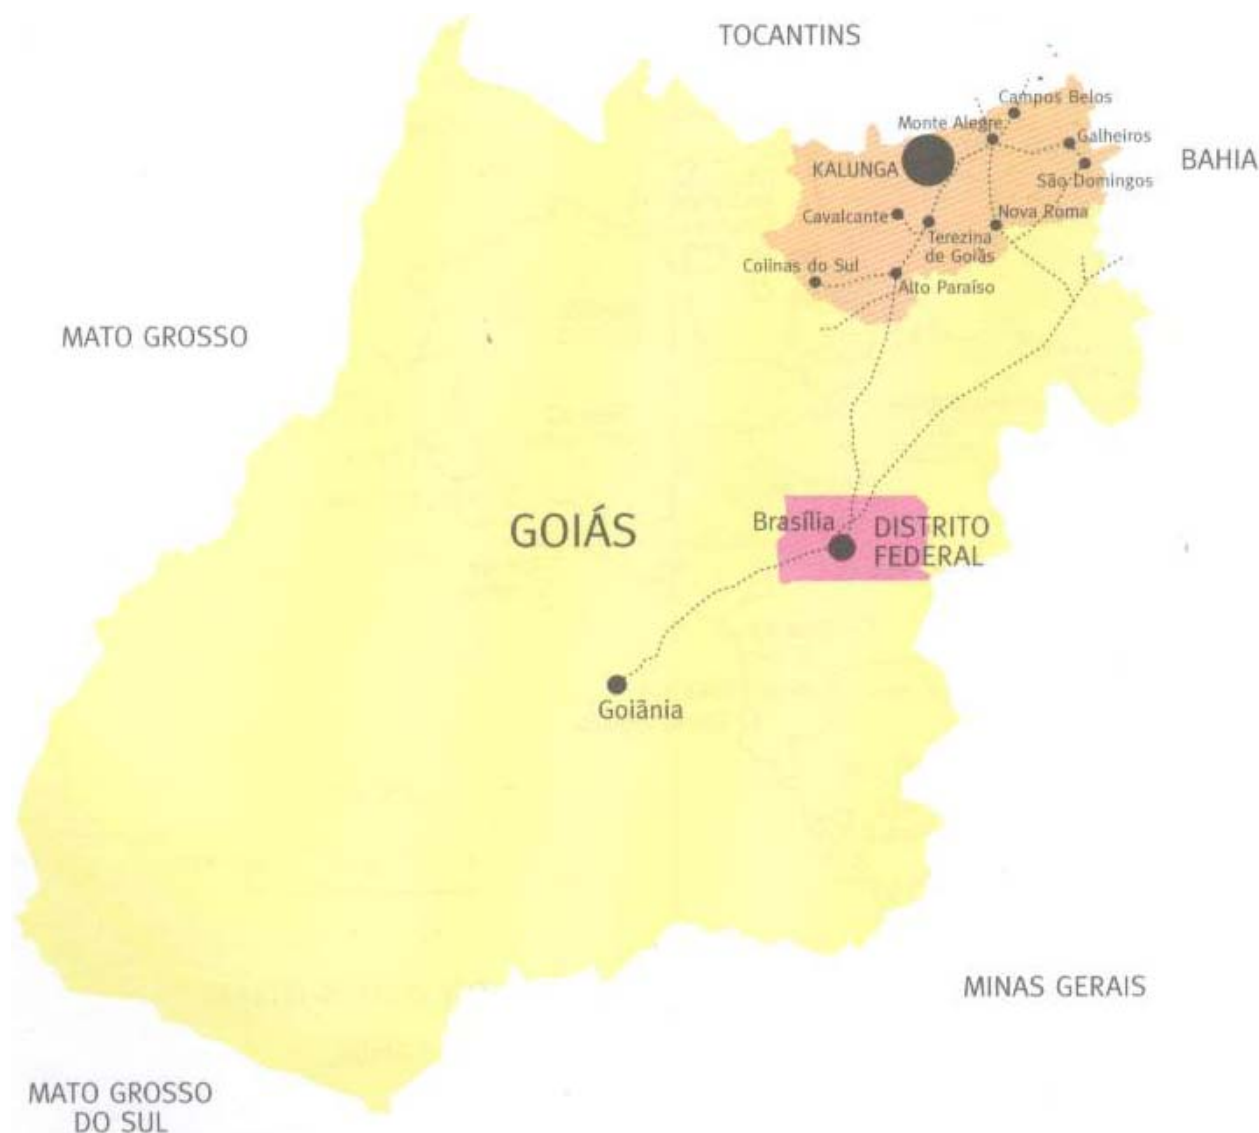 TOCANTINS
Campos Belos
Monte Alegre
Galheiros
BAHIA
KALUNGA
São Domingos
Cavalcante
Nova Roma
Terezina
de Goiás
Colinas do Sul
Alto Paraíso
MATO GROSSO
GOIÁS
Brasília
DISTRITO
FEDERAL
Goiânia
MINAS GERAIS
MATO GROSSO
DO SUL